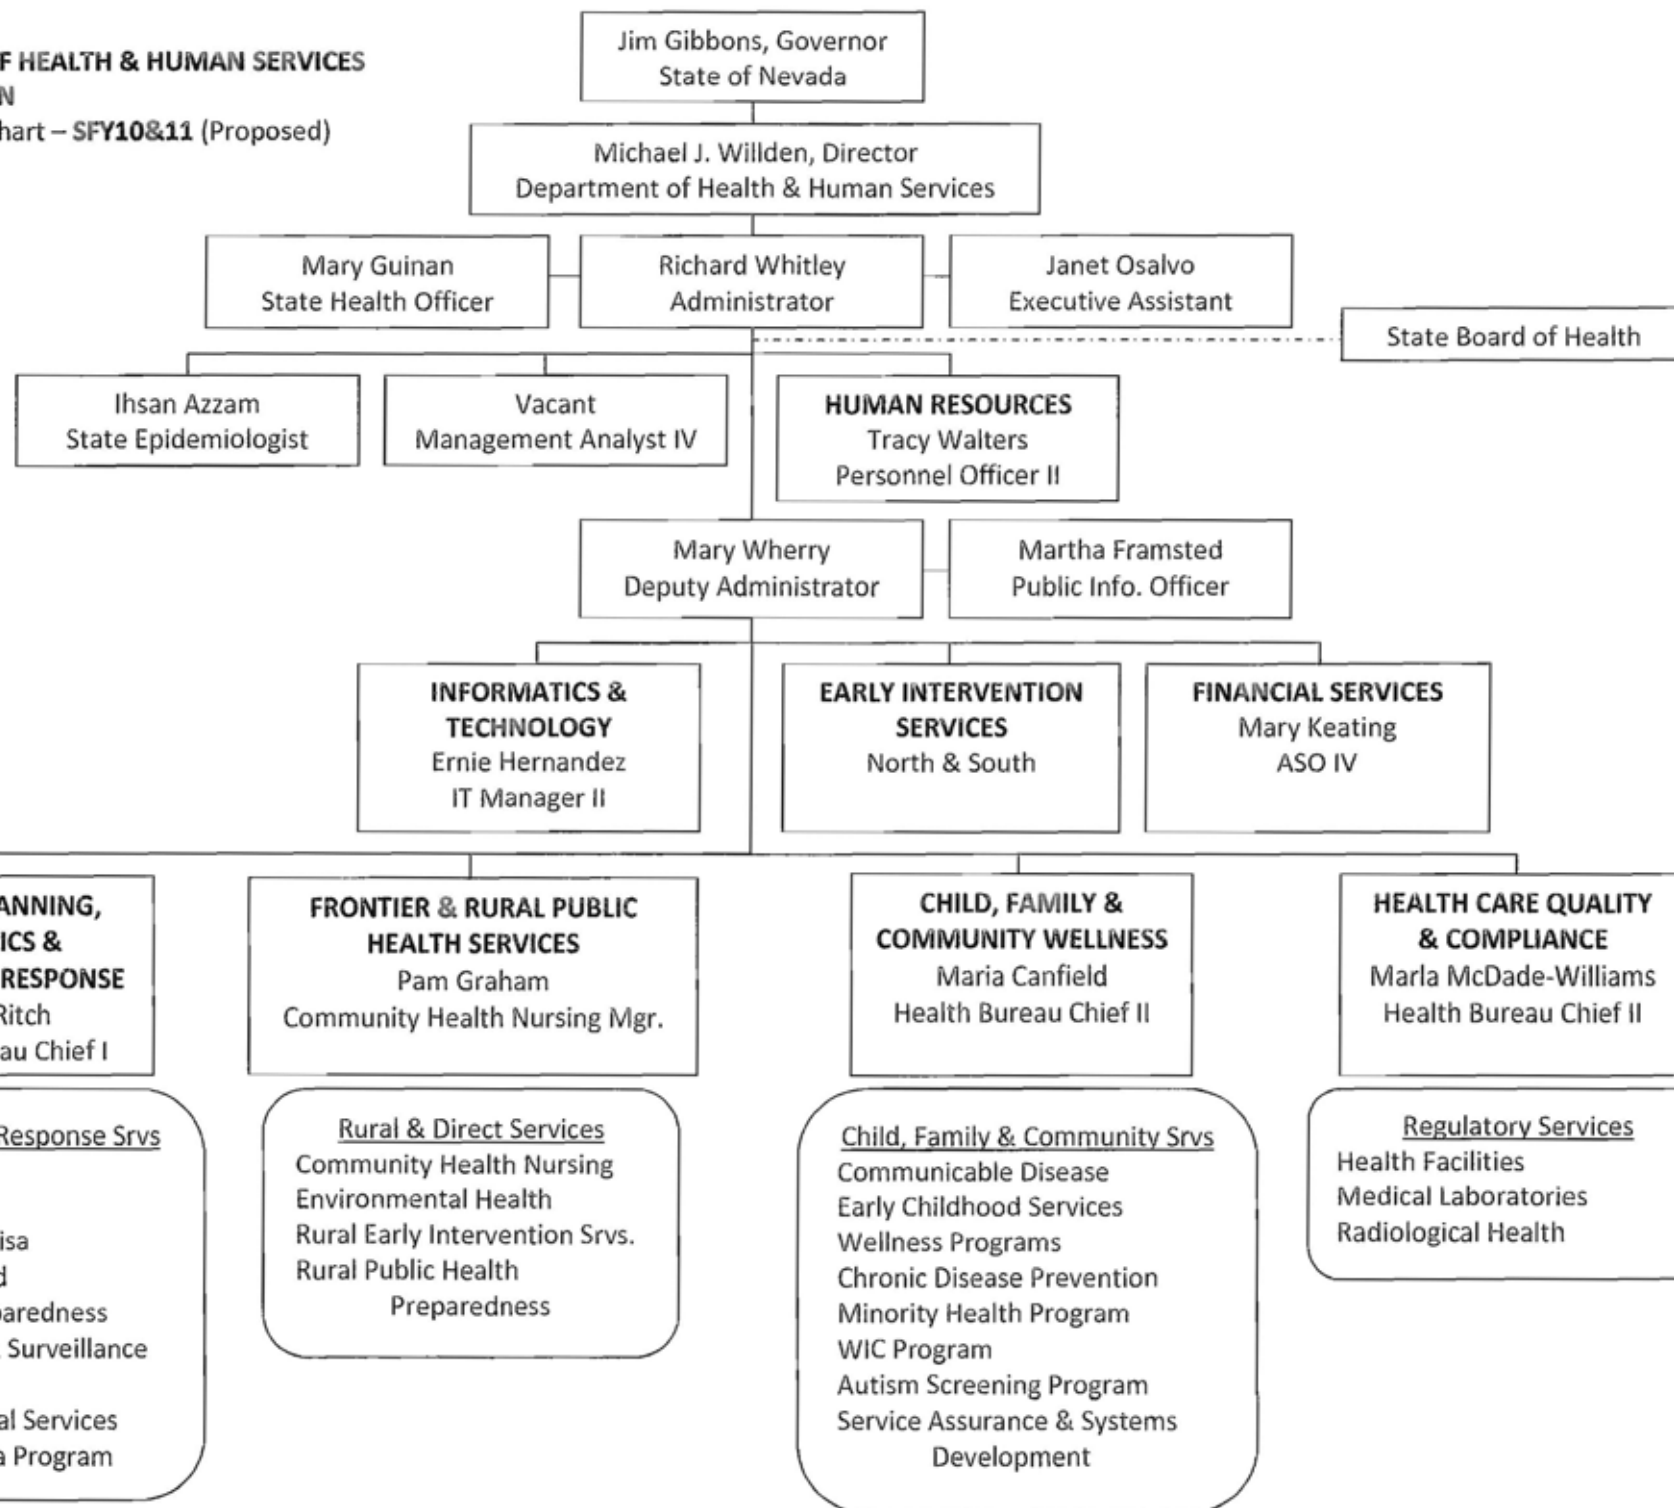 F HEALTH & HUMAN SERVICES
N
hart – SFY10&11 (Proposed)
Jim Gibbons, Governor
State of Nevada
Michael J. Willden, Director
Department of Health & Human Services
Mary Guinan
State Health Officer
Richard Whitley
Administrator
Janet Osalvo
Executive Assistant
State Board of Health
Ihsan Azzam
State Epidemiologist
Vacant
Management Analyst IV
HUMAN RESOURCES
Tracy Walters
Personnel Officer II
Mary Wherry
Deputy Administrator
Martha Framsted
Public Info. Officer
INFORMATICS &
TECHNOLOGY
Ernie Hernandez
IT Manager II
EARLY INTERVENTION
SERVICES
North & South
FINANCIAL SERVICES
Mary Keating
ASO IV
ANNING,
ICS &
RESPONSE
Ritch
au Chief I
FRONTIER & RURAL PUBLIC
HEALTH SERVICES
Pam Graham
Community Health Nursing Mgr.
CHILD, FAMILY &
COMMUNITY WELLNESS
Maria Canfield
Health Bureau Chief II
HEALTH CARE QUALITY
& COMPLIANCE
Marla McDade-Williams
Health Bureau Chief II
Response Srvs
isa
d
paredness
Surveillance
al Services
a Program
Rural & Direct Services
Community Health Nursing
Environmental Health
Rural Early Intervention Srvs.
Rural Public Health
Preparedness
Child, Family & Community Srvs
Communicable Disease
Early Childhood Services
Wellness Programs
Chronic Disease Prevention
Minority Health Program
WIC Program
Autism Screening Program
Service Assurance & Systems
Development
Regulatory Services
Health Facilities
Medical Laboratories
Radiological Health